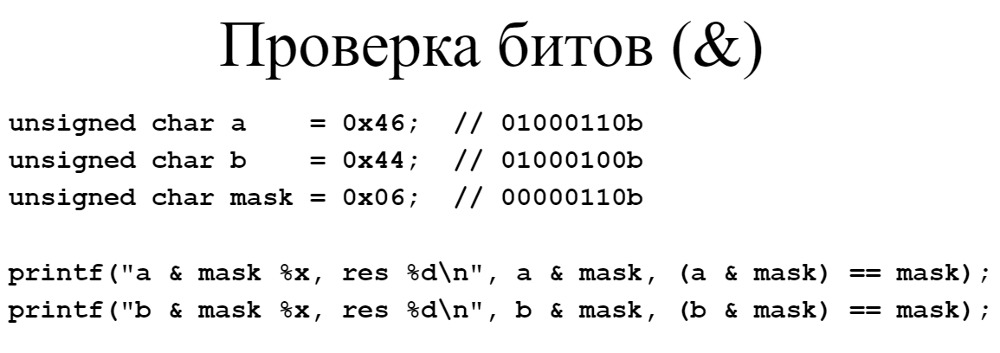 Проверка битов (&)
unsigned char a    = 0x46;  // 01000110b
unsigned char b    = 0x44;  // 01000100b
unsigned char mask = 0x06;  // 00000110b
printf("a & mask %x, res %d\n", a & mask, (a & mask) == mask);
printf("b & mask %x, res %d\n", b & mask, (b & mask) == mask);